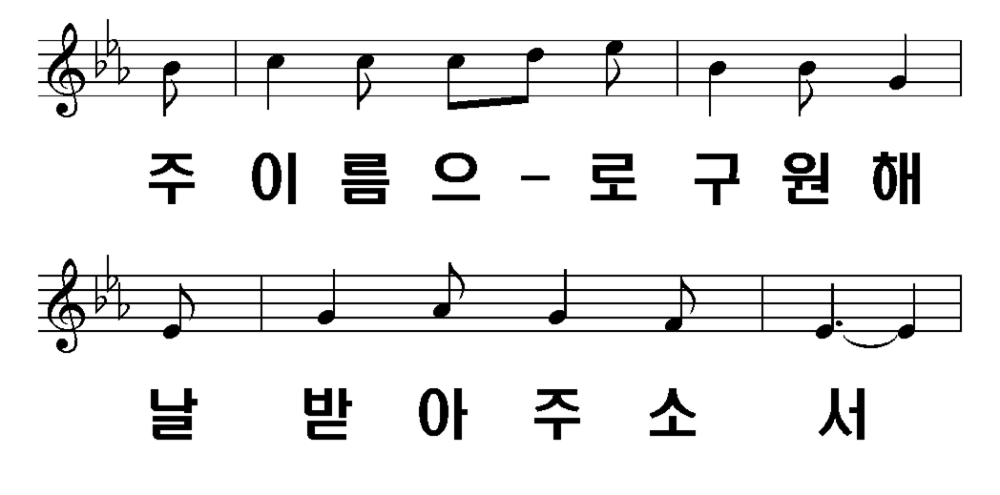 주 이 름 으 - 로 구 원 해
날 받 아 주 소 서